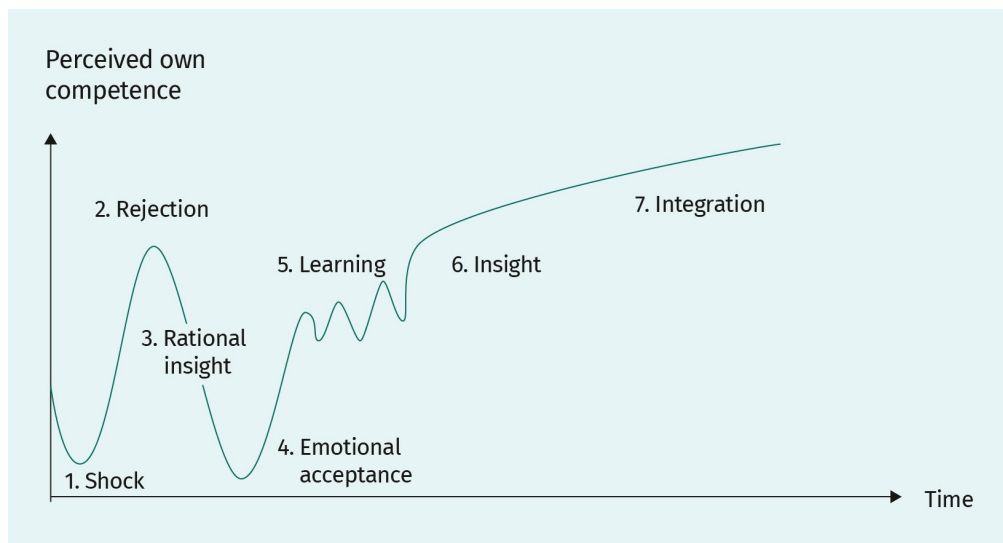 Perceived own
competence
2. Rejection
7. Integration
5. Learning
6. Insight
3. Rational
insight
4. Emotional
acceptance
1. Shock
Time